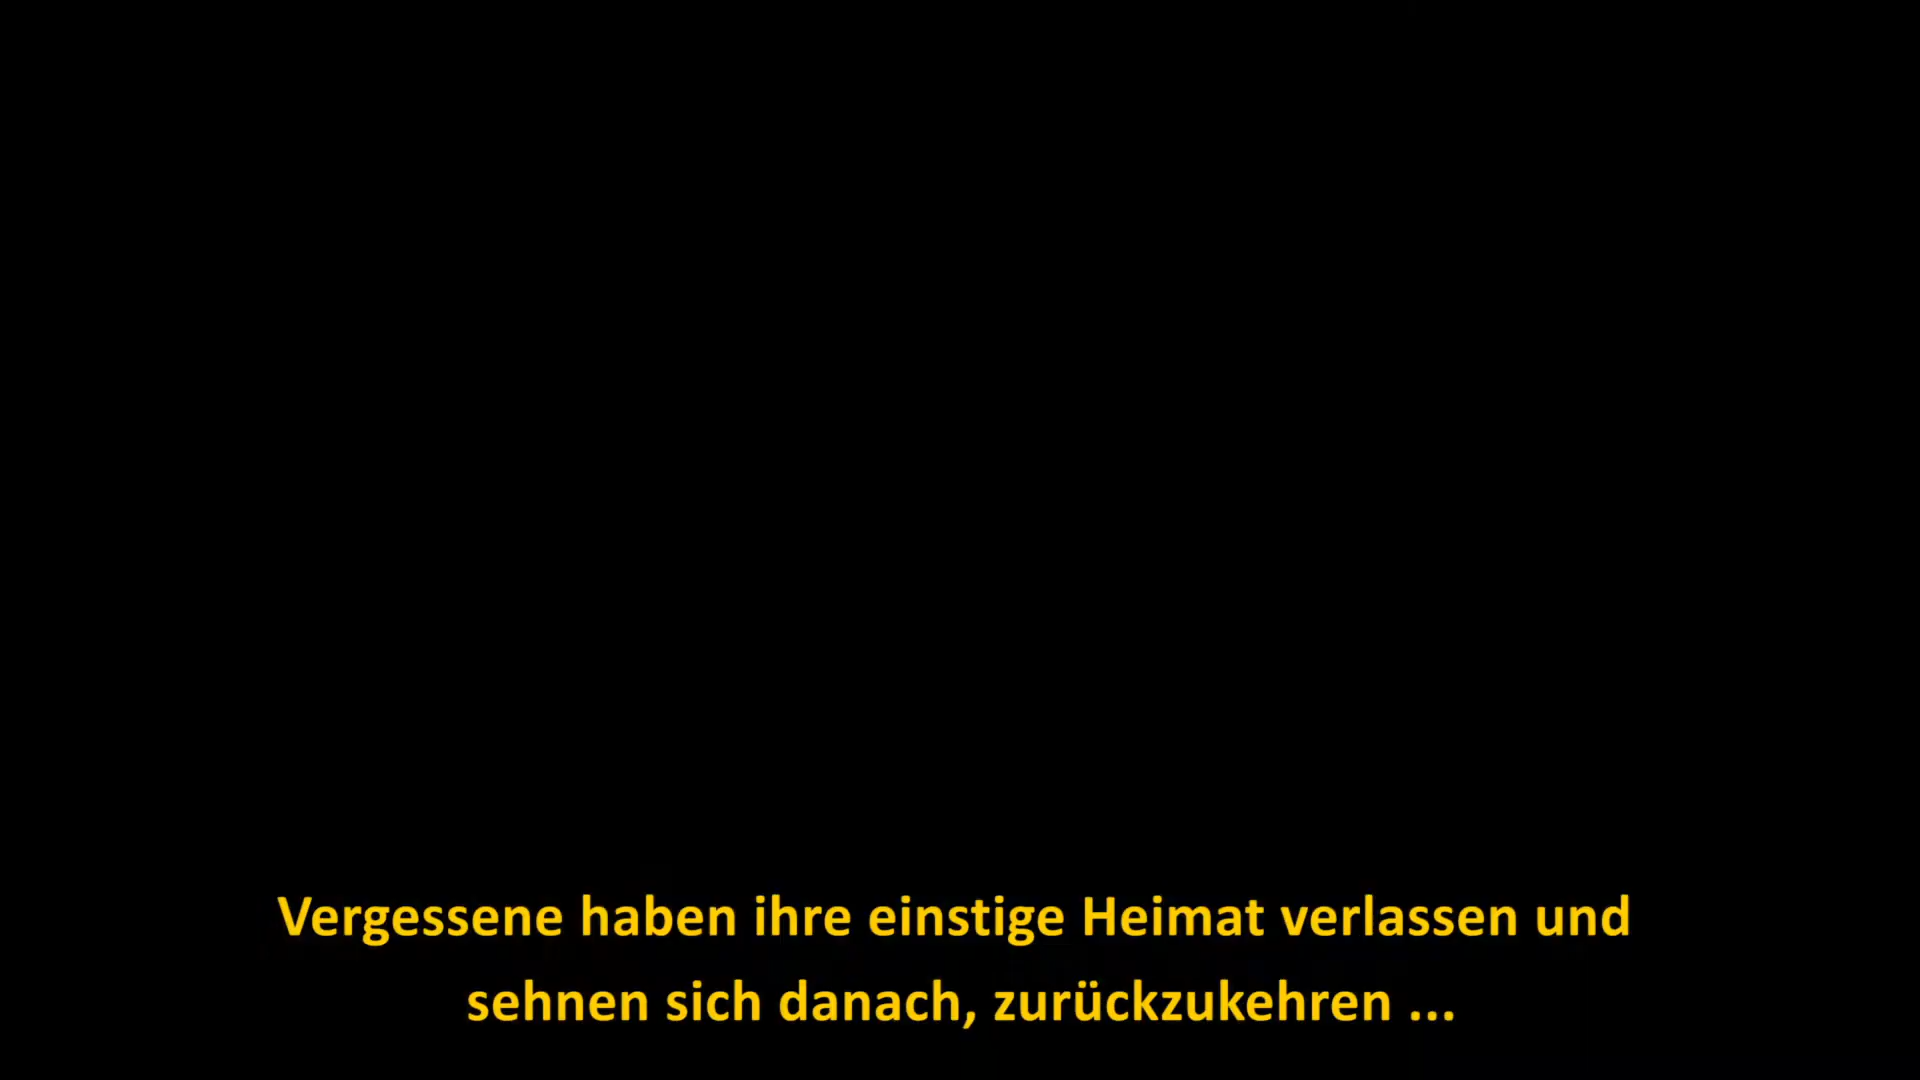 Vergessene haben ihre einstige Heimat verlassen und
sehnen sich danach, zurückzukehren ...